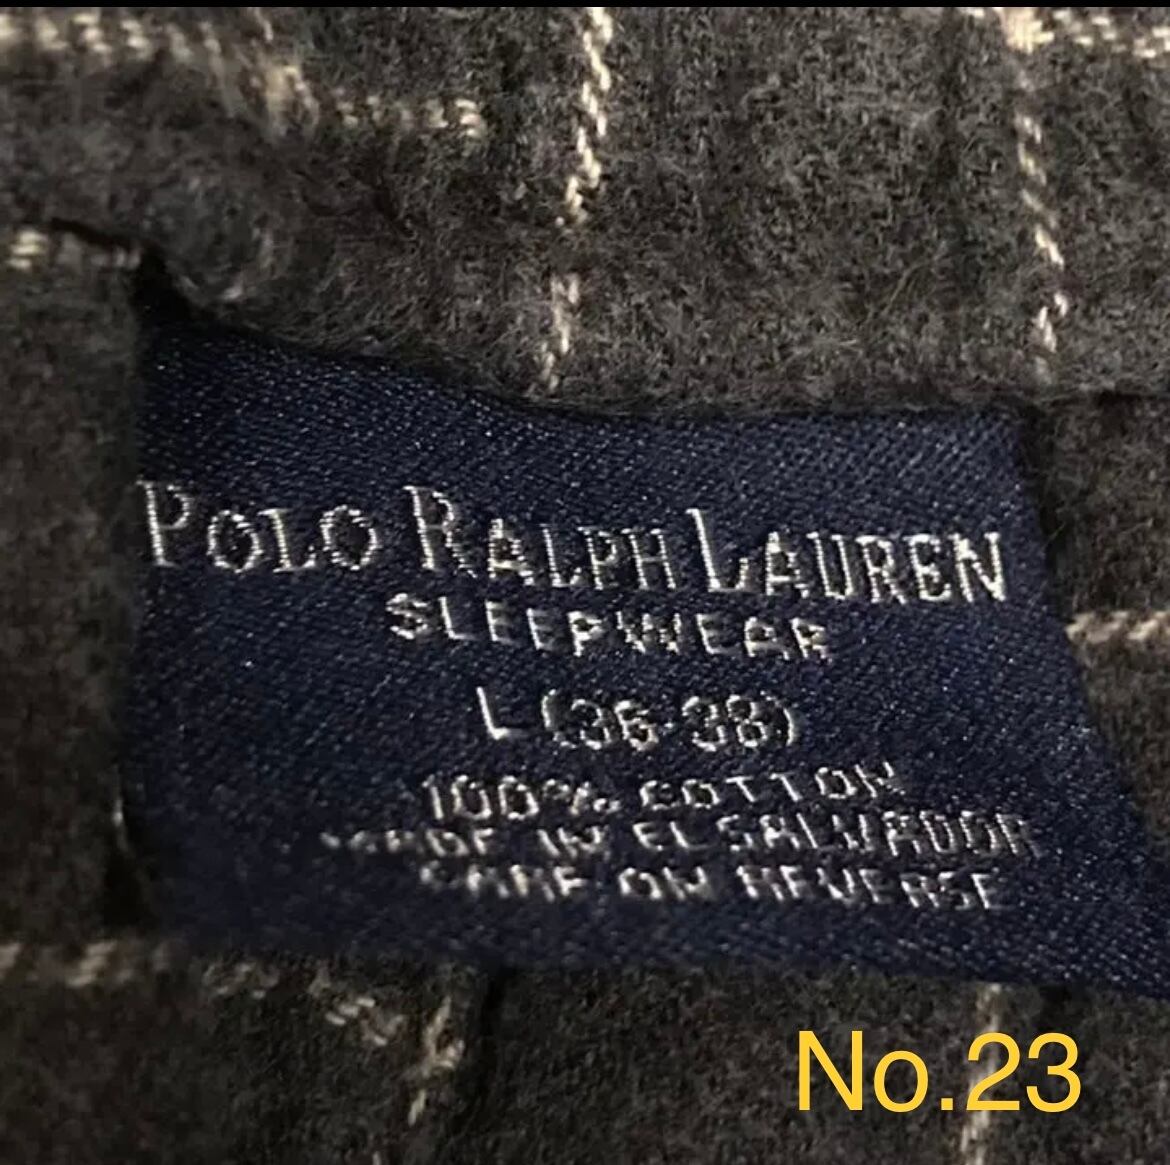 POLO RALPH LAUREN
SLEEPWEAR
L (36-38)
100% COTTON
MADE IN EL SALVADOR
CARE ON REVERSE
No.23